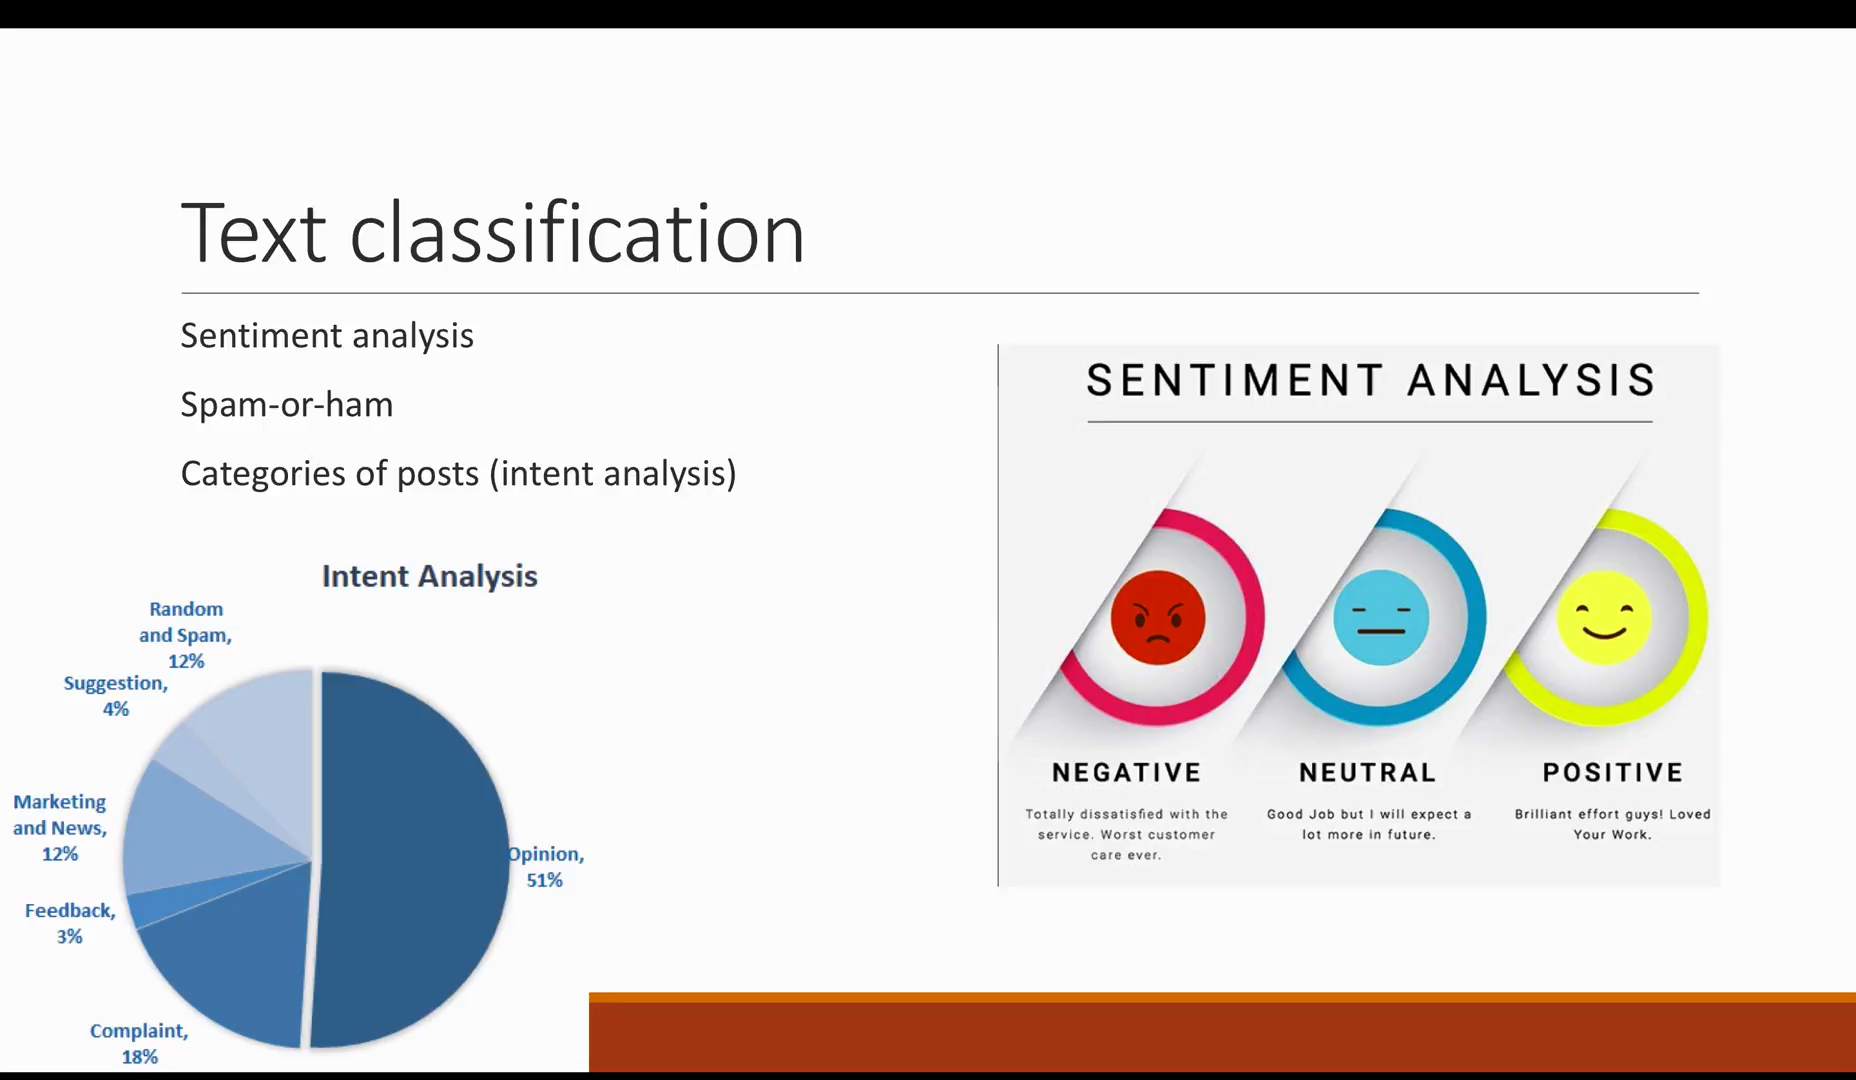 Text classification
Sentiment analysis
Spam-or-ham
Categories of posts (intent analysis)
Intent Analysis
Random
and Spam,
12%
Suggestion,
4%
Marketing
and News,
12%
Feedback,
3%
Complaint,
18%
Opinion,
51%
SENTIMENT ANALYSIS
NEGATIVE
Totally dissatisfied with the
service. Worst customer
care ever.
NEUTRAL
Good Job but I will expect a
lot more in future.
POSITIVE
Brilliant effort guys! Loved
Your Work.